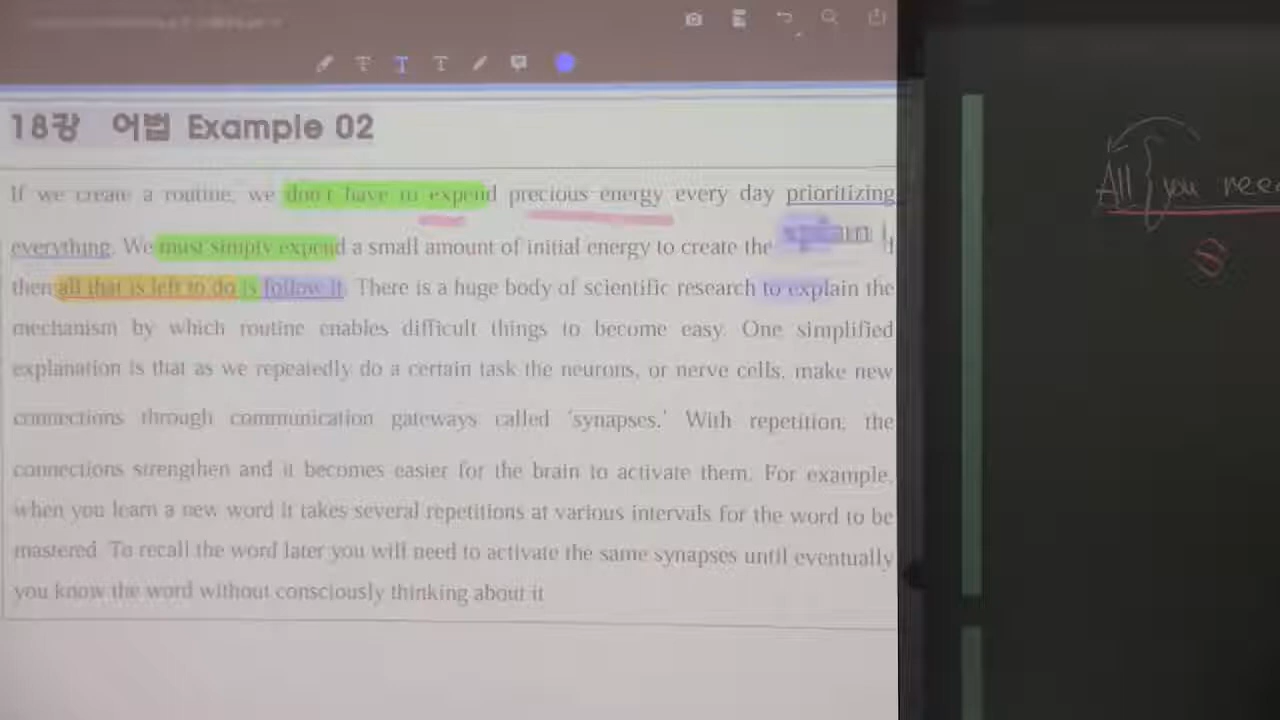 18강 어법 Example 02
If we create a routine, we don't have to expend precious energy every day prioritizing
everything. We must simply expend a small amount of initial energy to create the
then all that is left to do is follow it. There is a huge body of scientific research to explain the
mechanism by which routine enables difficult things to become easy. One simplified
explanation is that as we repeatedly do a certain task the neurons, or nerve cells, make new
connections through communication gateways called 'synapses.' With repetition, the
connections strengthen and it becomes easier for the brain to activate them. For example,
when you learn a new word it takes several repetitions at various intervals for the word to be
mastered. To recall the word later you will need to activate the same synapses until eventually
you know the word without consciously thinking about it
All { you nee